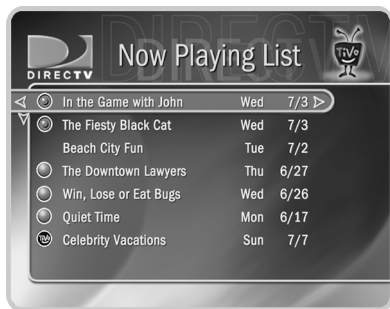 Now Playing List
DIRECTV
TiVo
In the Game with John Wed 7/3
The Fiesty Black Cat Wed 7/3
Beach City Fun Tue 7/2
The Downtown Lawyers Thu 6/27
Win, Lose or Eat Bugs Wed 6/26
Quiet Time Mon 6/17
TiVo Celebrity Vacations Sun 7/7